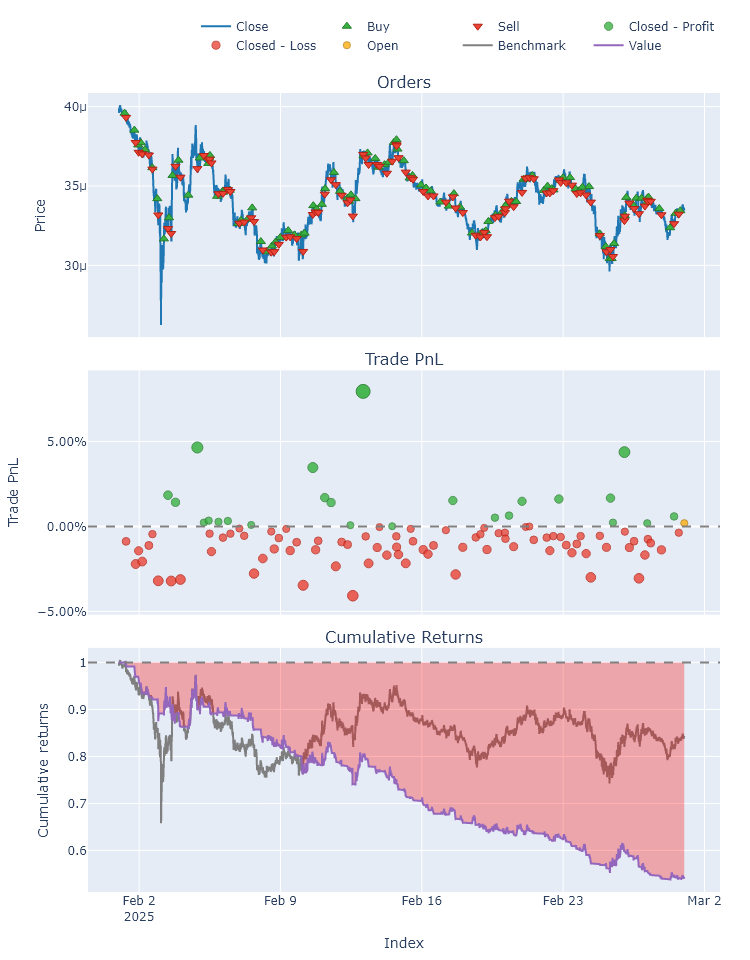 Close Buy Sell Closed - Profit
Closed - Loss Open Benchmark Value
Orders
40μ
35μ
30μ
Price
Trade PnL
5.00%
0.00%
−5.00%
Trade PnL
Cumulative Returns
1
0.9
0.8
0.7
0.6
Cumulative returns
Feb 2 Feb 9 Feb 16 Feb 23 Mar 2
2025
Index